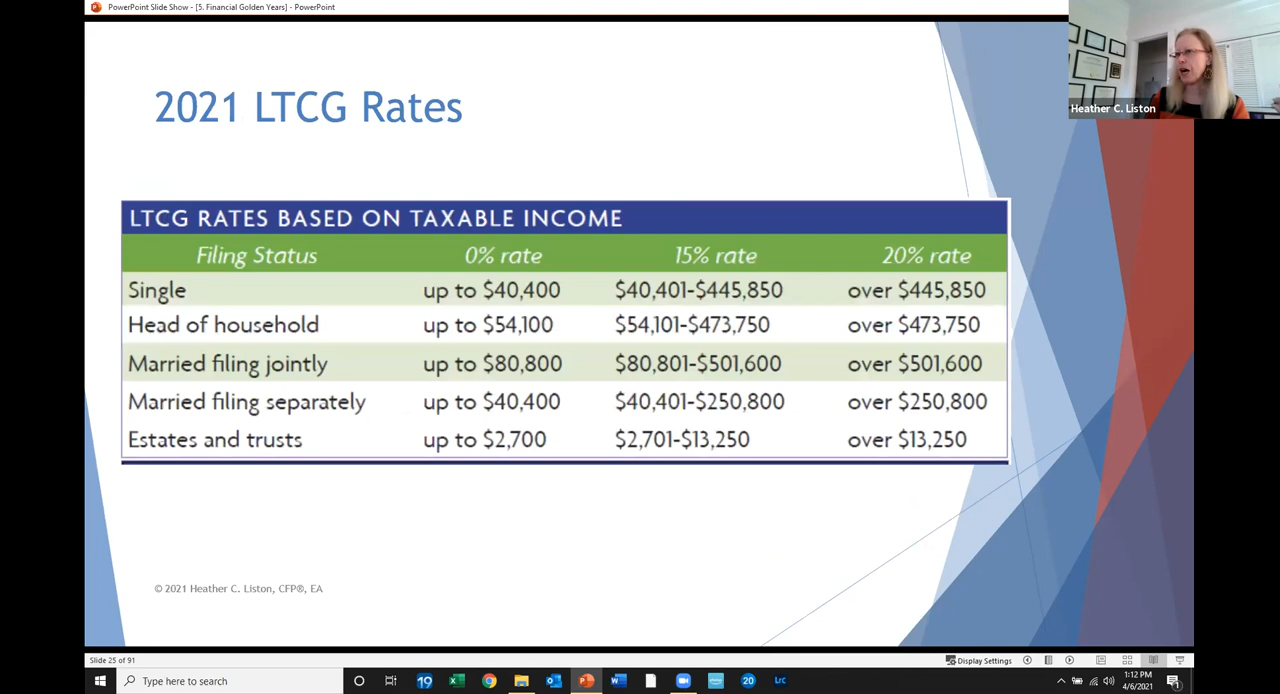 PowerPoint Slide Show - [5. Financial Golden Years] - PowerPoint
Heather C. Liston
2021 LTCG Rates
LTCG RATES BASED ON TAXABLE INCOME
Filing Status 0% rate 15% rate 20% rate
Single up to $40,400 $40,401-$445,850 over $445,850
Head of household up to $54,100 $54,101-$473,750 over $473,750
Married filing jointly up to $80,800 $80,801-$501,600 over $501,600
Married filing separately up to $40,400 $40,401-$250,800 over $250,800
Estates and trusts up to $2,700 $2,701-$13,250 over $13,250
© 2021 Heather C. Liston, CFP®, EA
Slide 25 of 91
Display Settings
Type here to search
19
20
Lrc
1:12 PM
4/6/2021
1